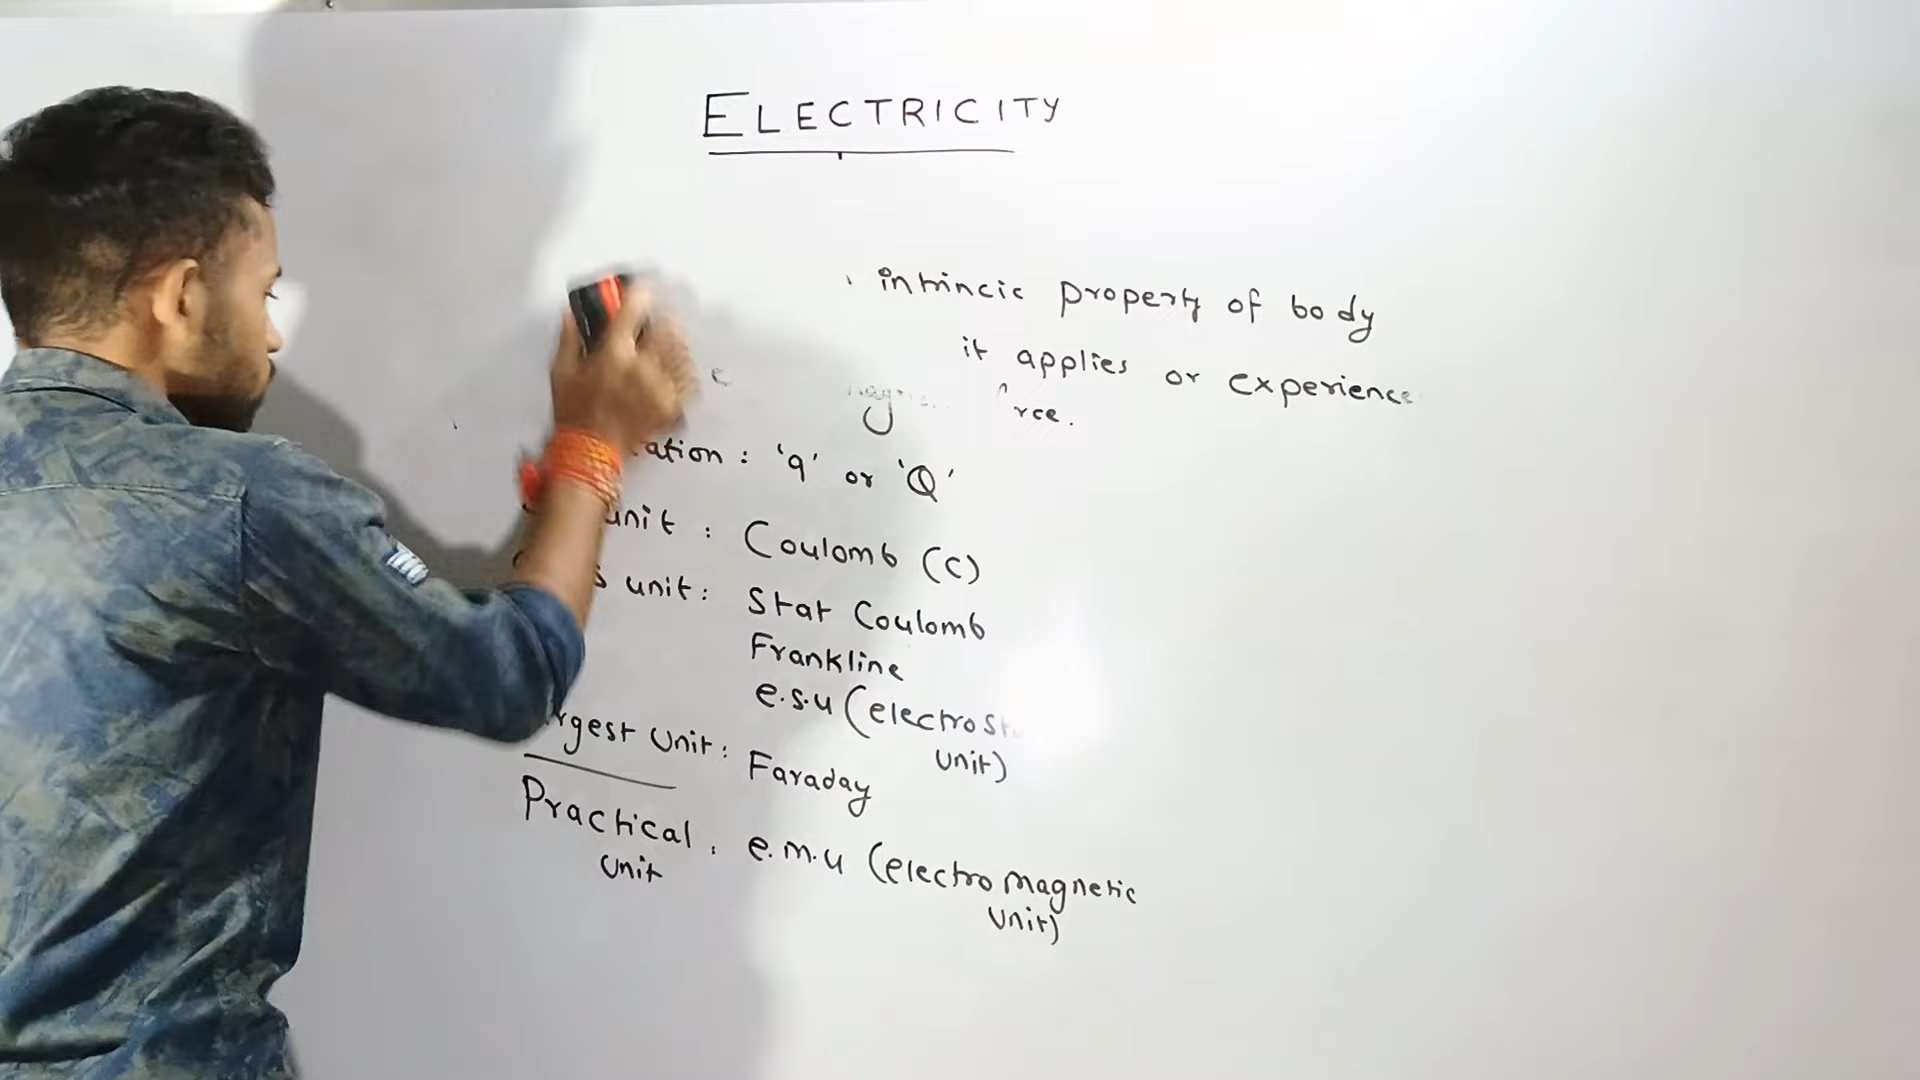 ELECTRICITY
intrincic property of body
it applies or experience
rce.
ation : 'q' or 'Q'
unit : Coulomb (C)
unit : Stat Coulomb
Frankline
e.s.u (electrost
unit)
rgest Unit : Faraday
Practical . e.m.u (electromagnetic
unit unit)